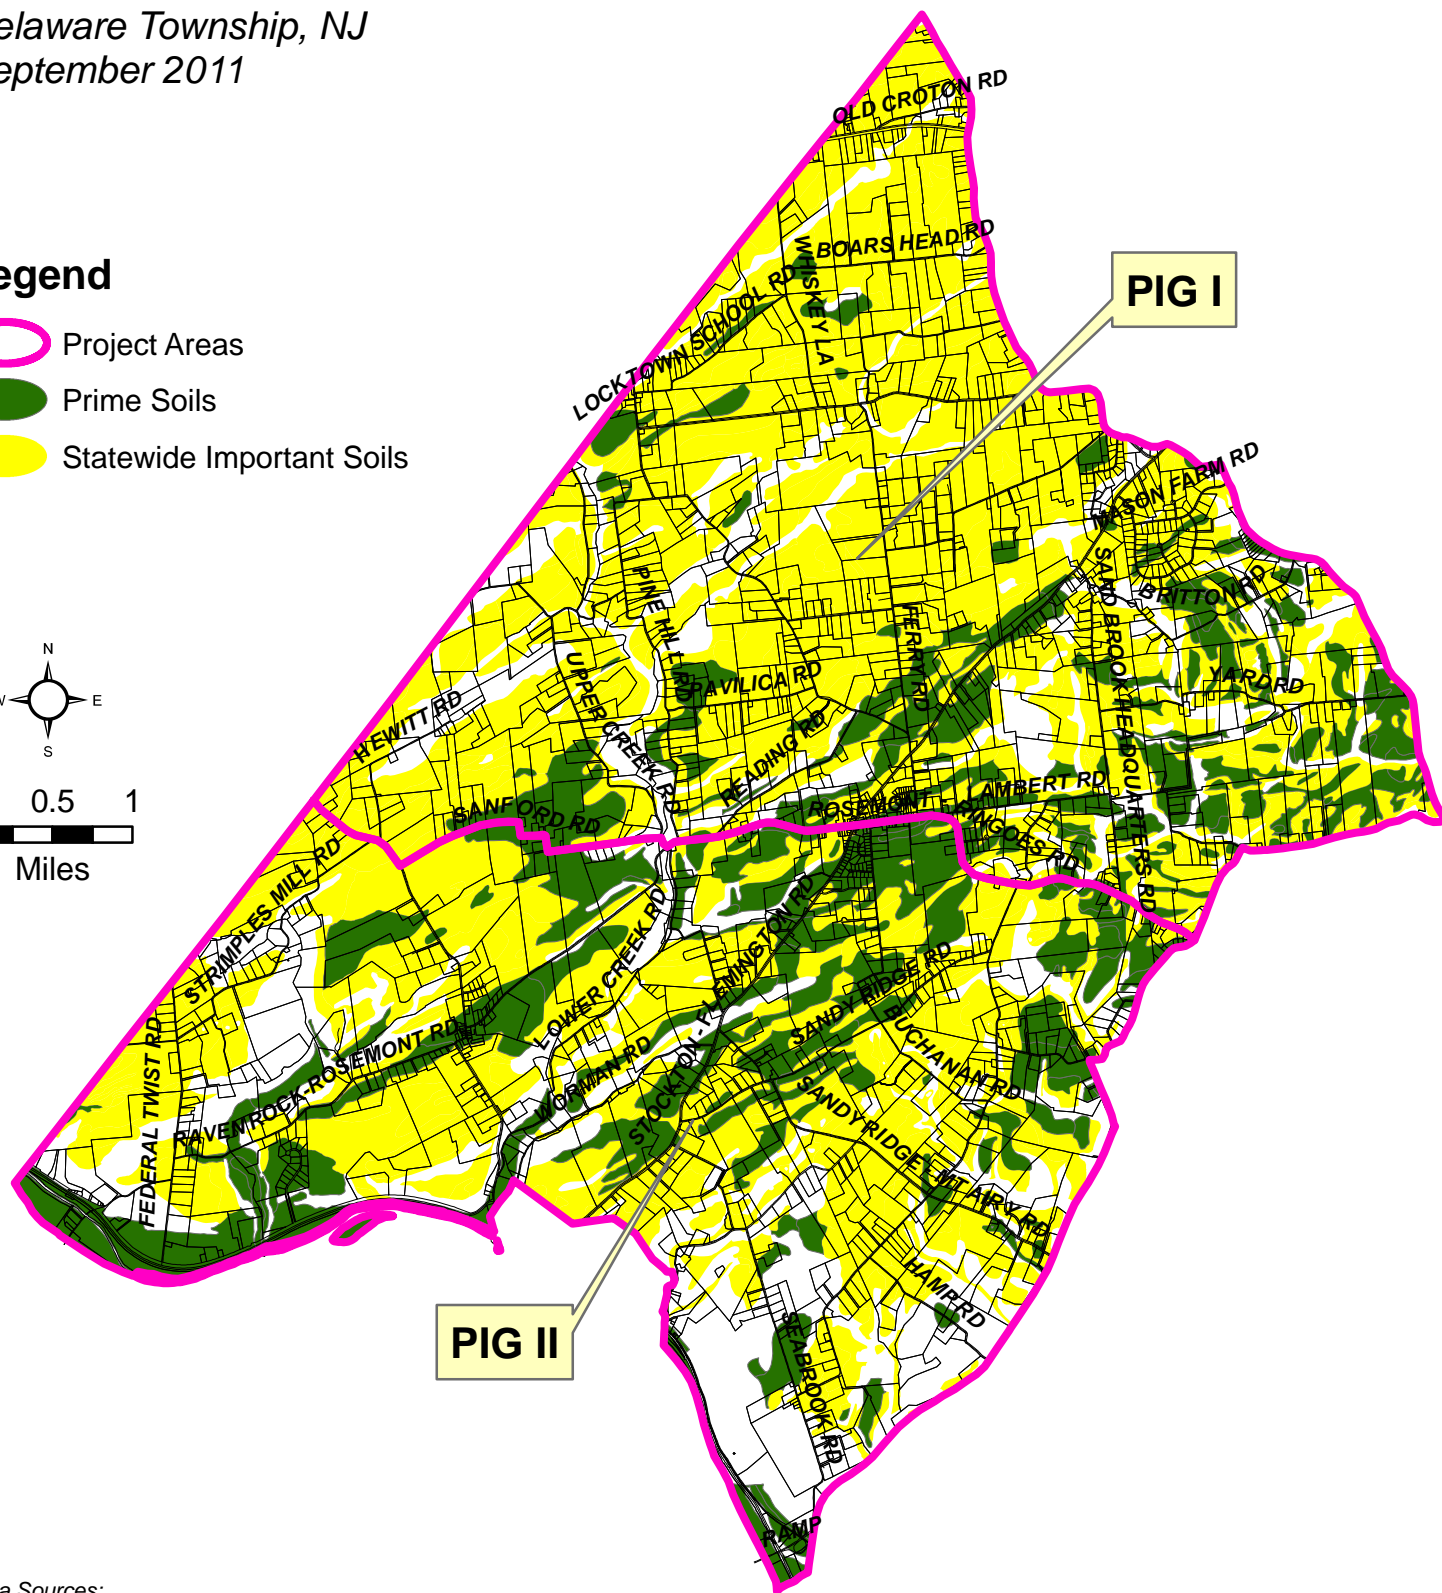 elaware Township, NJ
eptember 2011
egend
Project Areas
Prime Soils
Statewide Important Soils
N
W E
S
0.5 1
Miles
OLD CROTON RD
BOARS HEAD RD
WHISKEY LA
LOCKTOWN SCHOOL RD
PIG I
MASON FARM RD
BRITTON RD
SAND BROOK HEADQUARTERS RD
YARD RD
PINE HILL RD
FERRY RD
PAVILICA RD
UPPER CREEK RD
HEWITT RD
READING RD
LAMBERT RD
ROSEMONT - RINGOES RD
SANFORD RD
STRIMPLES MILL RD
LOWER CREEK RD
STOCKTON - FLEMINGTON RD
SANDY RIDGE RD
BUCHANAN RD
FEDERAL TWIST RD
RAVEN ROCK-ROSEMONT RD
WORMAN RD
SANDY RIDGE - MT AIRY RD
HAMP RD
PIG II
SEABROOK RD
RAMP
a Sources: